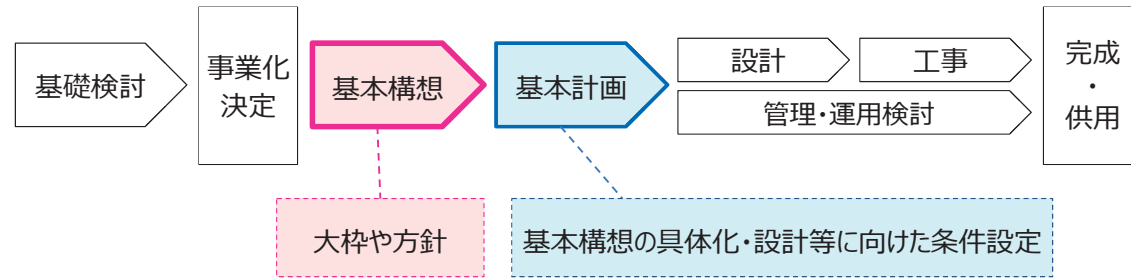 基礎検討
事業化
決定
基本構想
基本計画
設計
工事
管理・運用検討
完成
・
供用
大枠や方針
基本構想の具体化・設計等に向けた条件設定